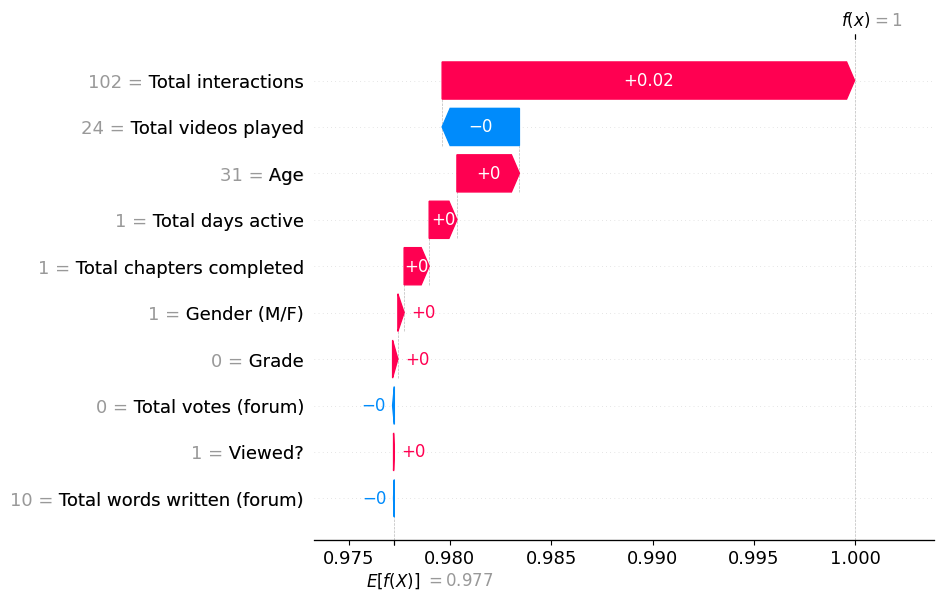 f(x) = 1
102 = Total interactions
+0.02
24 = Total videos played
−0
31 = Age
+0
1 = Total days active
+0
1 = Total chapters completed
+0
1 = Gender (M/F)
+0
0 = Grade
+0
0 = Total votes (forum)
−0
1 = Viewed?
+0
10 = Total words written (forum)
−0
0.975 0.980 0.985 0.990 0.995 1.000
E[f(X)] = 0.977